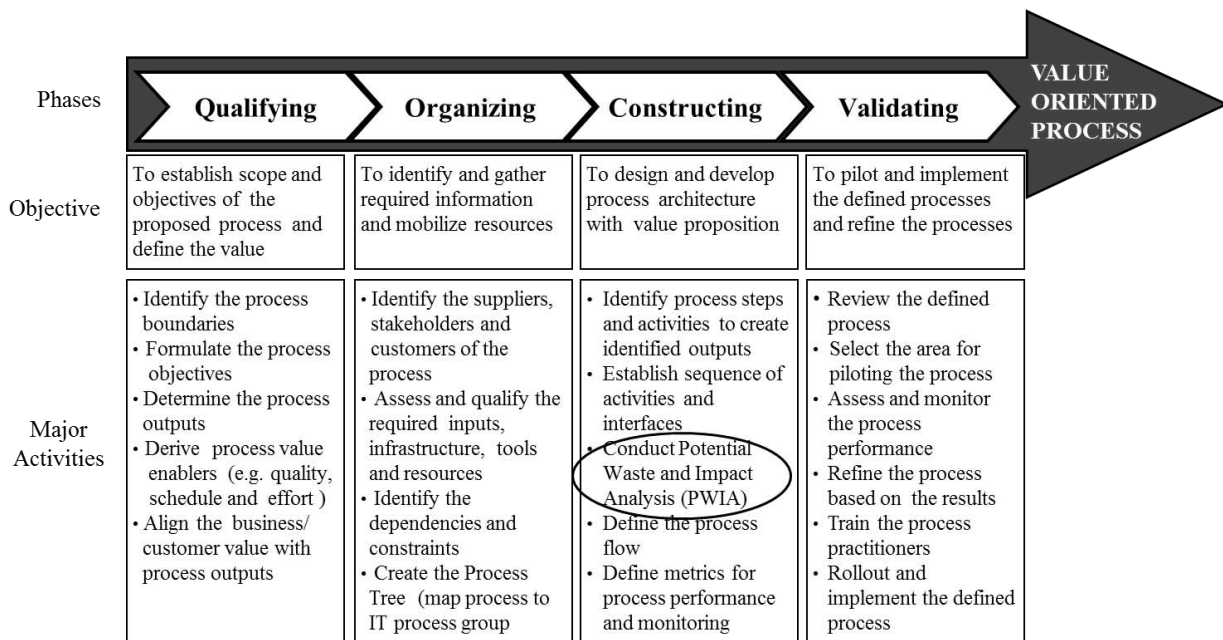 Phases
Qualifying
Organizing
Constructing
Validating
VALUE
ORIENTED
PROCESS
Objective
To establish scope and
objectives of the
proposed process and
define the value
To identify and gather
required information
and mobilize resources
To design and develop
process architecture
with value proposition
To pilot and implement
the defined processes
and refine the processes
Major
Activities
• Identify the process
boundaries
• Formulate the process
objectives
• Determine the process
outputs
• Derive process value
enablers (e.g. quality,
schedule and effort )
• Align the business/
customer value with
process outputs
• Identify the suppliers,
stakeholders and
customers of the
process
• Assess and qualify the
required inputs,
infrastructure, tools
and resources
• Identify the
dependencies and
constraints
• Create the Process
Tree (map process to
IT process group
• Identify process steps
and activities to create
identified outputs
• Establish sequence of
activities and
interfaces
• Conduct Potential
Waste and Impact
Analysis (PWIA)
• Define the process
flow
• Define metrics for
process performance
and monitoring
• Review the defined
process
• Select the area for
piloting the process
• Assess and monitor
the process
performance
• Refine the process
based on the results
• Train the process
practitioners
• Rollout and
implement the defined
process